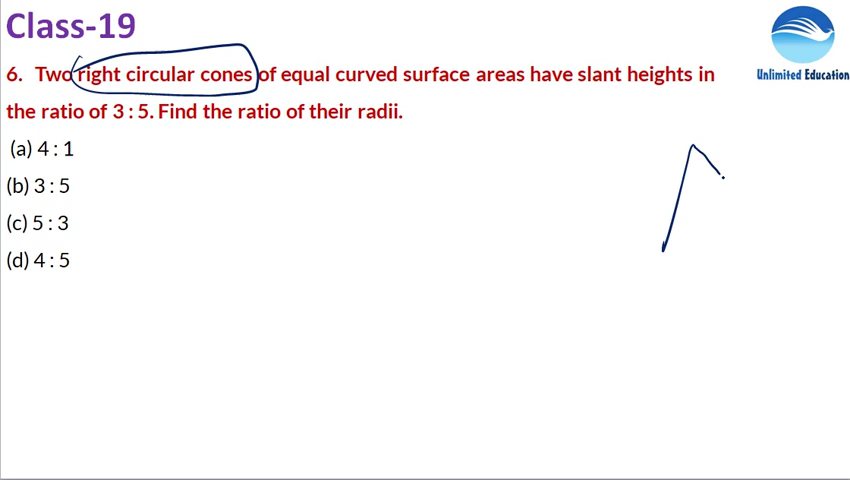 Class-19
Unlimited Education
6. Two right circular cones of equal curved surface areas have slant heights in
the ratio of 3 : 5. Find the ratio of their radii.
(a) 4 : 1
(b) 3 : 5
(c) 5 : 3
(d) 4 : 5